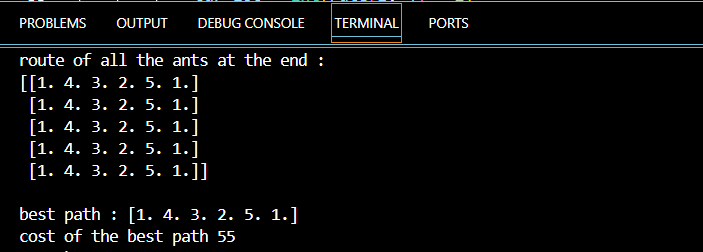 PROBLEMS OUTPUT DEBUG CONSOLE TERMINAL PORTS
route of all the ants at the end :
[[1. 4. 3. 2. 5. 1.]
[1. 4. 3. 2. 5. 1.]
[1. 4. 3. 2. 5. 1.]
[1. 4. 3. 2. 5. 1.]
[1. 4. 3. 2. 5. 1.]]
best path : [1. 4. 3. 2. 5. 1.]
cost of the best path 55